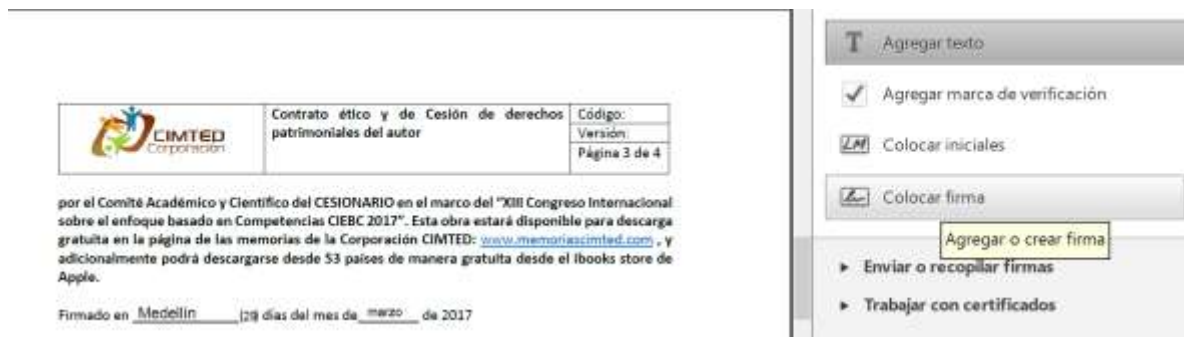 CIMTED
Corporación
Contrato ético y de Cesión de derechos
patrimoniales del autor
Código:
Versión:
Página 3 de 4
por el Comité Académico y Científico del CESIONARIO en el marco del "XIII Congreso Internacional
sobre el enfoque basado en Competencias CIEBC 2017". Esta obra estará disponible para descarga
gratuita en la página de las memorias de la Corporación CIMTED: www.memoriascimted.com , y
adicionalmente podrá descargarse desde 53 países de manera gratuita desde el Ibooks store de
Apple.
Firmado en Medellín (29) días del mes de marzo de 2017
T Agregar texto
Agregar marca de verificación
LM Colocar iniciales
Colocar firma
Agregar o crear firma
Enviar o recopilar firmas
Trabajar con certificados